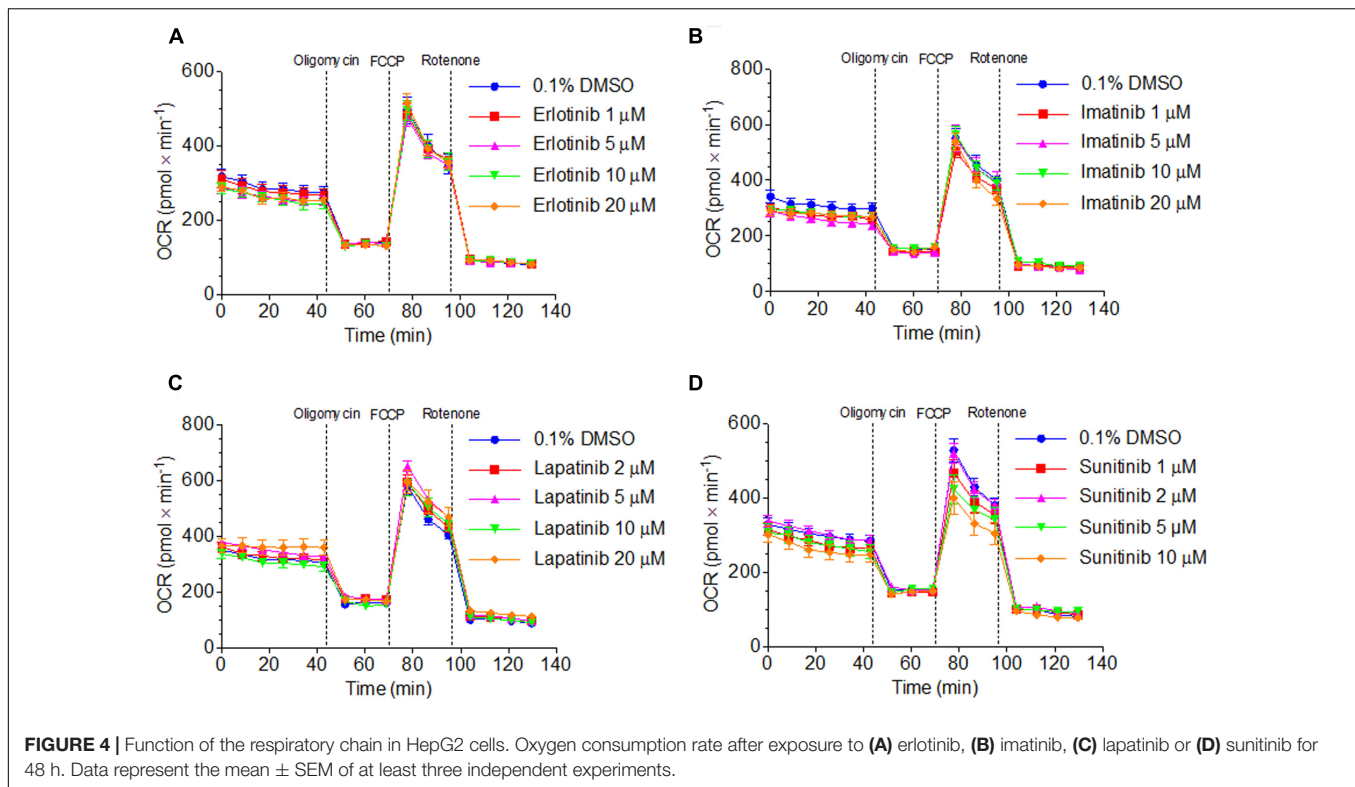 A
Oligomycin FCCP Rotenone
600
400
200
0
OCR (pmol × min⁻¹)
0 20 40 60 80 100 120 140
Time (min)
0.1% DMSO
Erlotinib 1 µM
Erlotinib 5 µM
Erlotinib 10 µM
Erlotinib 20 µM
B
Oligomycin FCCP Rotenone
800
600
400
200
0
OCR (pmol × min⁻¹)
0 20 40 60 80 100 120 140
Time (min)
0.1% DMSO
Imatinib 1 µM
Imatinib 5 µM
Imatinib 10 µM
Imatinib 20 µM
C
Oligomycin FCCP Rotenone
800
600
400
200
0
OCR (pmol × min⁻¹)
0 20 40 60 80 100 120 140
Time (min)
0.1% DMSO
Lapatinib 2 µM
Lapatinib 5 µM
Lapatinib 10 µM
Lapatinib 20 µM
D
Oligomycin FCCP Rotenone
600
400
200
0
OCR (pmol × min⁻¹)
0 20 40 60 80 100 120 140
Time (min)
0.1% DMSO
Sunitinib 1 µM
Sunitinib 2 µM
Sunitinib 5 µM
Sunitinib 10 µM
FIGURE 4 | Function of the respiratory chain in HepG2 cells. Oxygen consumption rate after exposure to (A) erlotinib, (B) imatinib, (C) lapatinib or (D) sunitinib for
48 h. Data represent the mean ± SEM of at least three independent experiments.